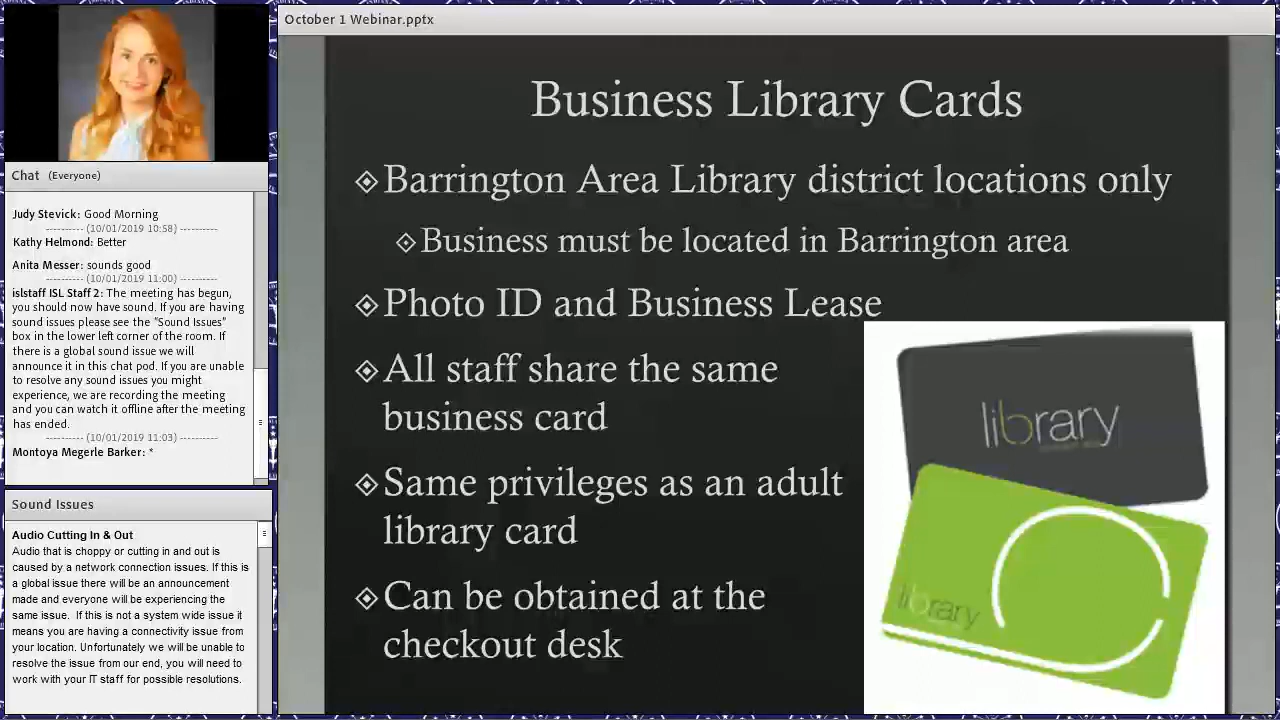 October 1 Webinar.pptx
Chat (Everyone)
Judy Stevick: Good Morning
---------- (10/01/2019 10:58) ----------
Kathy Helmond: Better
Anita Messer: sounds good
---------- (10/01/2019 11:00) ----------
islstaff ISL Staff 2: The meeting has begun,
you should now have sound. If you are having
sound issues please see the "Sound Issues"
box in the lower left corner of the room. If
there is a global sound issue we will
announce it in this chat pod. If you are unable
to resolve any sound issues you might
experience, we are recording the meeting
and you can watch it offline after the meeting
has ended.
---------- (10/01/2019 11:03) ----------
Montoya Megerle Barker: *
Sound Issues
Audio Cutting In & Out
Audio that is choppy or cutting in and out is
caused by a network connection issues. If this is
a global issue there will be an announcement
made and everyone will be experiencing the
same issue. If this is not a system wide issue it
means you are having a connectivity issue from
your location. Unfortunately we will be unable to
resolve the issue from our end, you will need to
work with your IT staff for possible resolutions.
Business Library Cards
Barrington Area Library district locations only
Business must be located in Barrington area
Photo ID and Business Lease
All staff share the same
business card
Same privileges as an adult
library card
Can be obtained at the
checkout desk
library
library